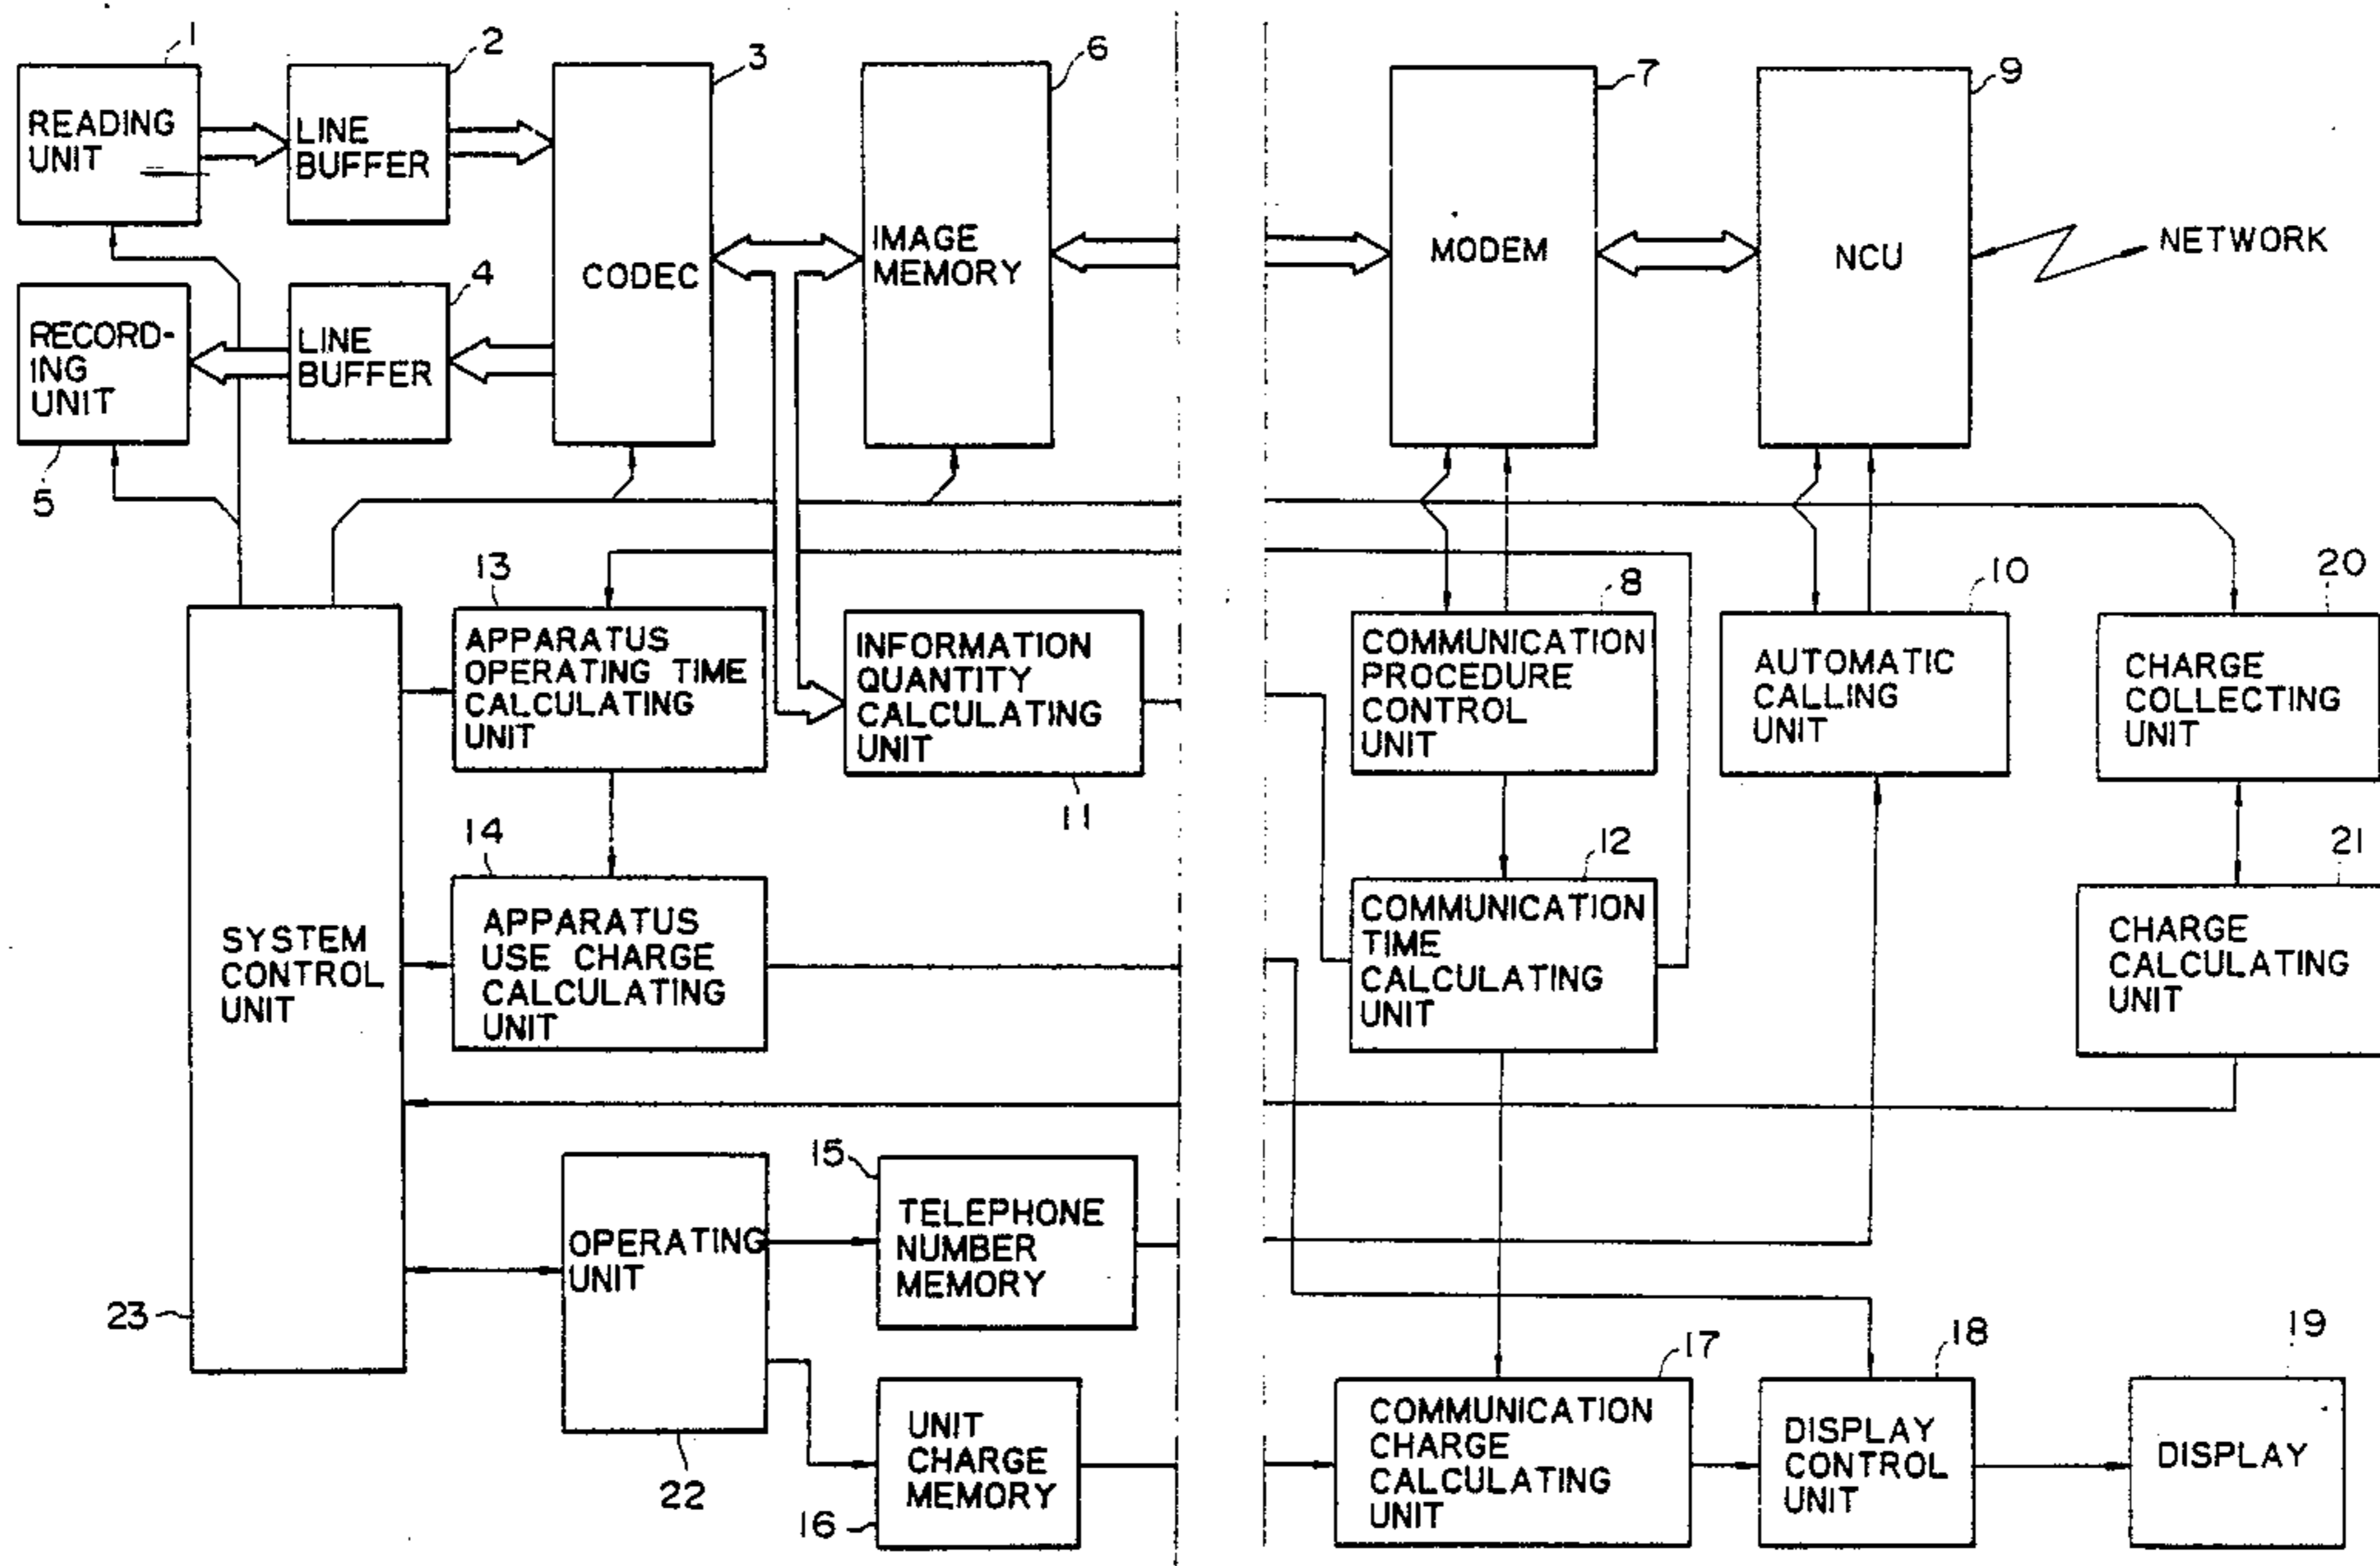 1
READING
UNIT
2
LINE
BUFFER
3
CODEC
6
IMAGE
MEMORY
7
MODEM
9
NCU
NETWORK
RECORD-
ING
UNIT
5
4
LINE
BUFFER
13
APPARATUS
OPERATING TIME
CALCULATING
UNIT
INFORMATION
QUANTITY
CALCULATING
UNIT
11
8
COMMUNICATION
PROCEDURE
CONTROL
UNIT
10
AUTOMATIC
CALLING
UNIT
20
CHARGE
COLLECTING
UNIT
14
APPARATUS
USE CHARGE
CALCULATING
UNIT
12
COMMUNICATION
TIME
CALCULATING
UNIT
21
CHARGE
CALCULATING
UNIT
SYSTEM
CONTROL
UNIT
23
OPERATING
UNIT
22
15
TELEPHONE
NUMBER
MEMORY
UNIT
CHARGE
MEMORY
16
17
COMMUNICATION
CHARGE
CALCULATING
UNIT
18
DISPLAY
CONTROL
UNIT
19
DISPLAY